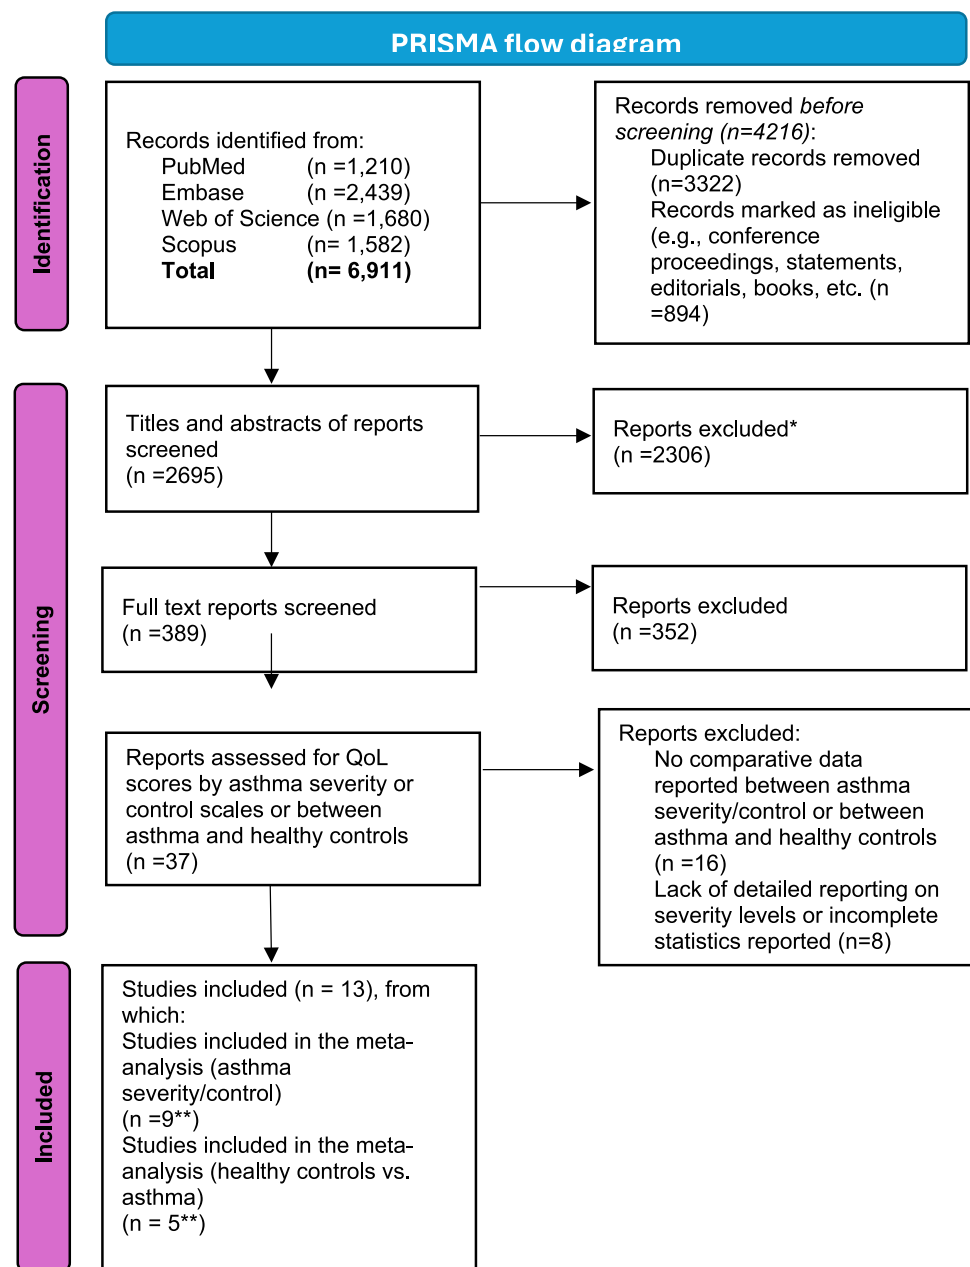 PRISMA flow diagram
Identification
Records identified from:
PubMed (n =1,210)
Embase (n =2,439)
Web of Science (n =1,680)
Scopus (n= 1,582)
Total (n= 6,911)
Records removed before
screening (n=4216):
Duplicate records removed
(n=3322)
Records marked as ineligible
(e.g., conference
proceedings, statements,
editorials, books, etc. (n
=894)
Screening
Titles and abstracts of reports
screened
(n =2695)
Reports excluded*
(n =2306)
Full text reports screened
(n =389)
Reports excluded
(n =352)
Reports assessed for QoL
scores by asthma severity or
control scales or between
asthma and healthy controls
(n =37)
Reports excluded:
No comparative data
reported between asthma
severity/control or between
asthma and healthy controls
(n =16)
Lack of detailed reporting on
severity levels or incomplete
statistics reported (n=8)
Included
Studies included (n = 13), from
which:
Studies included in the meta-
analysis (asthma
severity/control)
(n =9**)
Studies included in the meta-
analysis (healthy controls vs.
asthma)
(n = 5**)